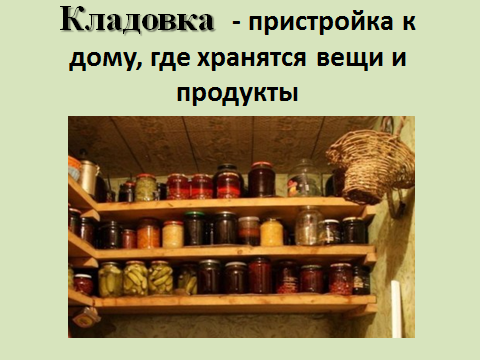 Кладовка - пристройка к
дому, где хранятся вещи и
продукты